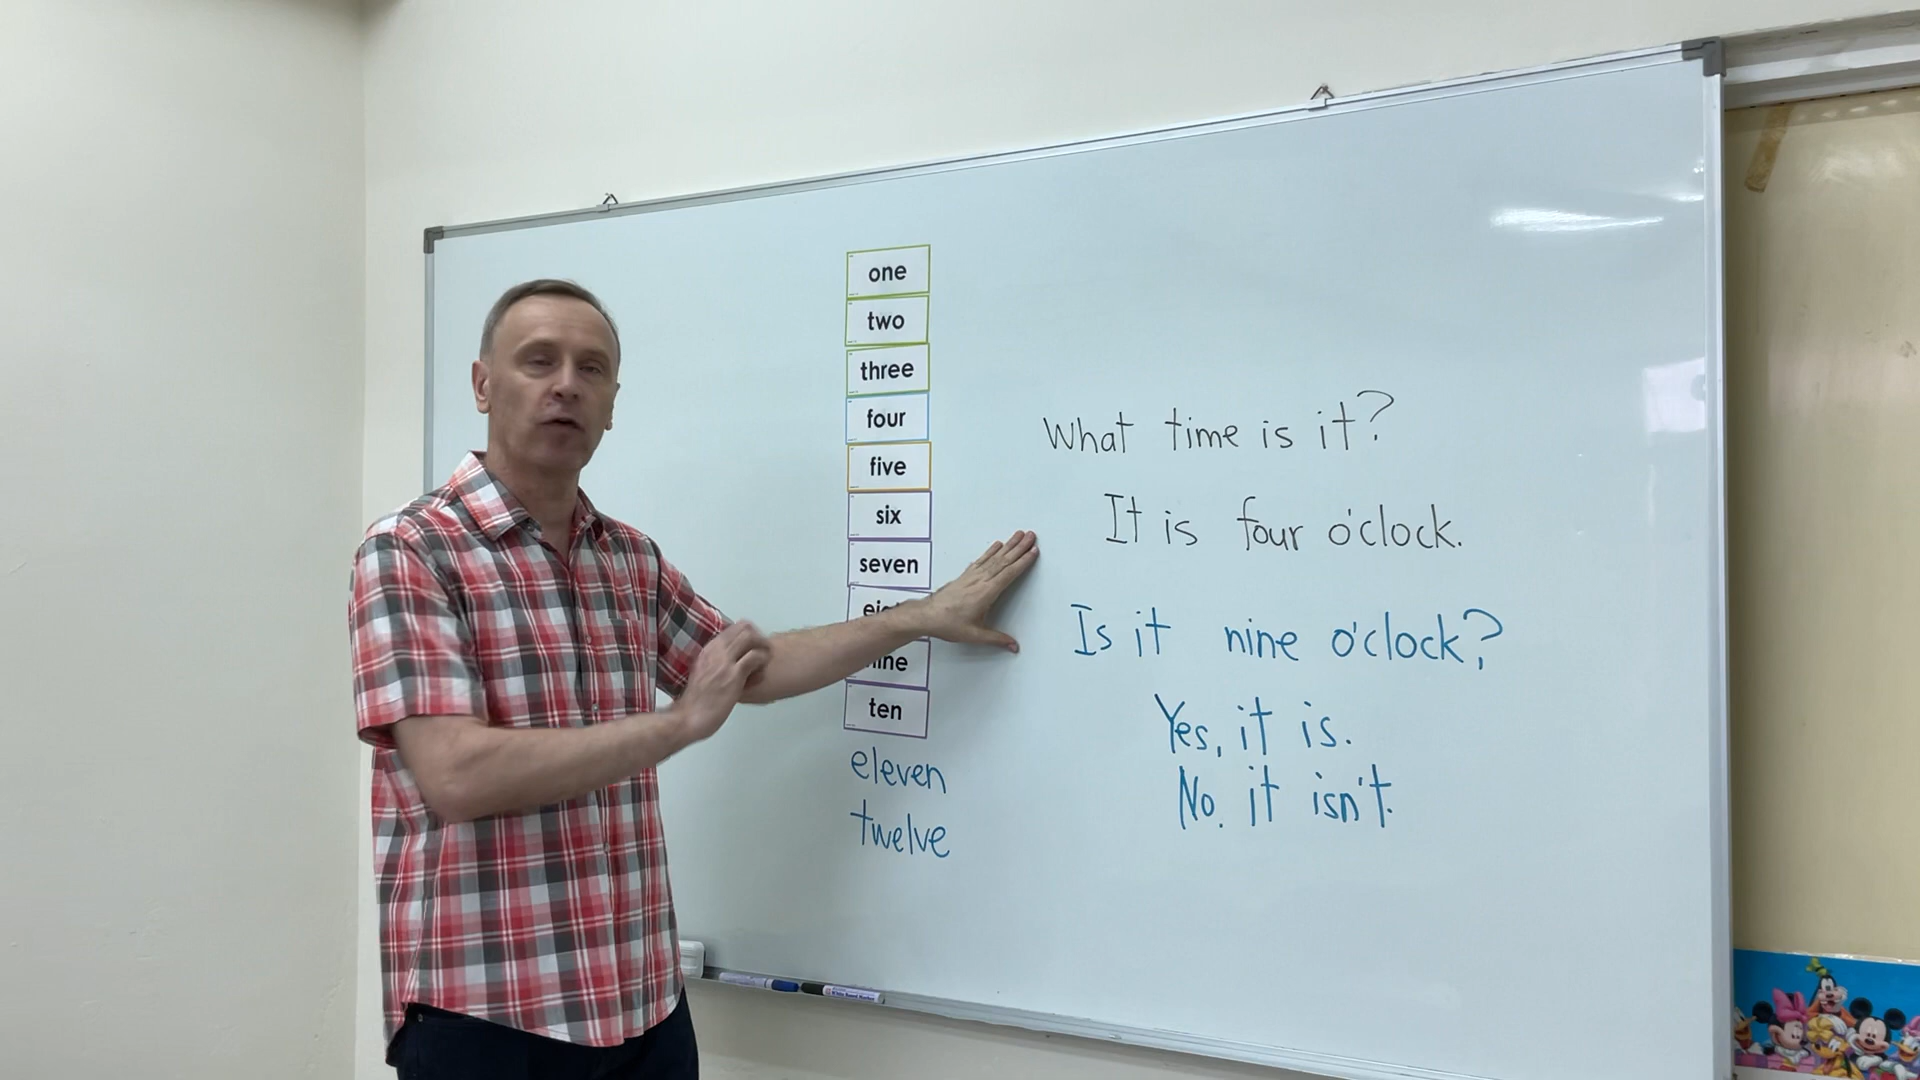 one
two
three
four
five
six
seven
ten
eleven
twelve
What time is it?
It is four o'clock.
Is it nine o'clock?
Yes, it is.
No. it isn't.